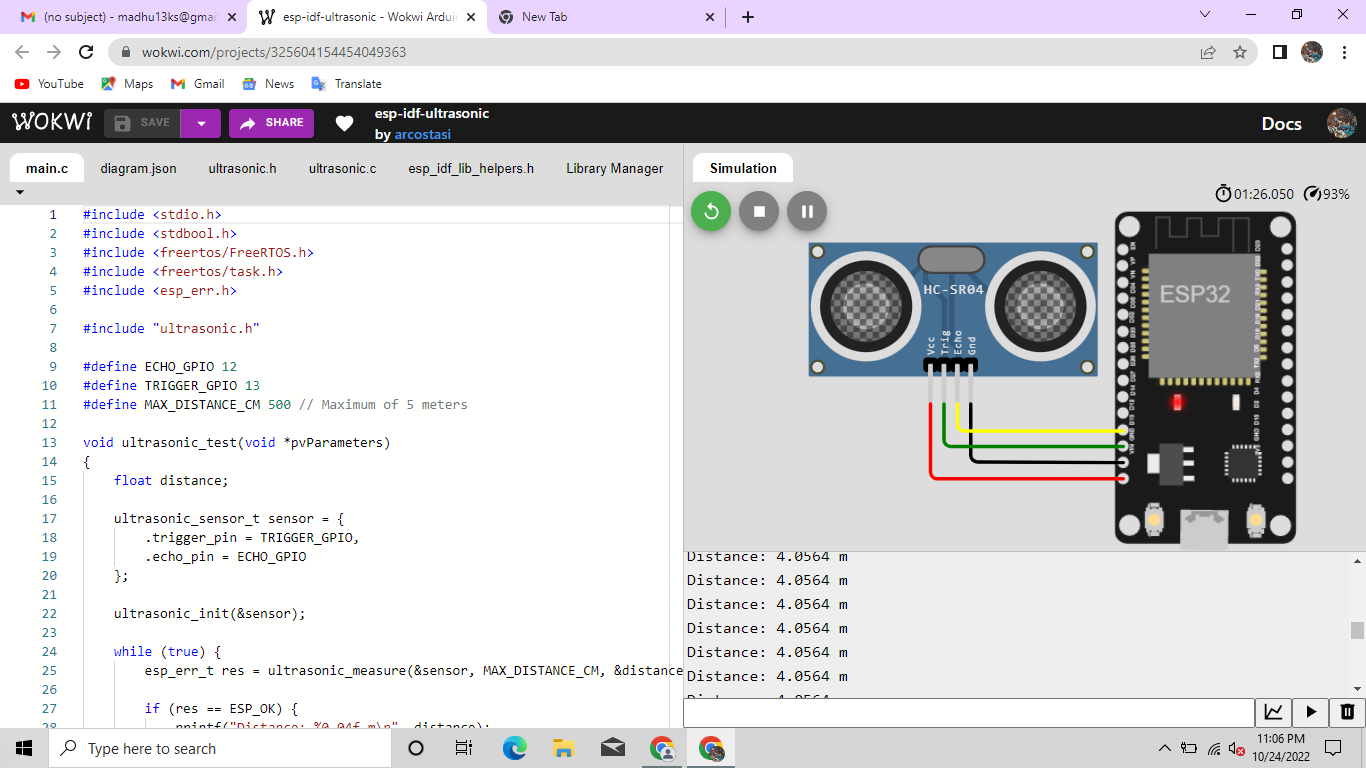 (no subject) - madhu13ks@gmai
esp-idf-ultrasonic - Wokwi Ardui
New Tab
wokwi.com/projects/325604154454049363
YouTube
Maps
Gmail
News
Translate
WOKWI
SAVE
SHARE
esp-idf-ultrasonic
by arcostasi
Docs
main.c
diagram.json
ultrasonic.h
ultrasonic.c
esp_idf_lib_helpers.h
Library Manager
1 #include <stdio.h>
2 #include <stdbool.h>
3 #include <freertos/FreeRTOS.h>
4 #include <freertos/task.h>
5 #include <esp_err.h>
6
7 #include "ultrasonic.h"
8
9 #define ECHO_GPIO 12
10 #define TRIGGER_GPIO 13
11 #define MAX_DISTANCE_CM 500 // Maximum of 5 meters
12
13 void ultrasonic_test(void *pvParameters)
14 {
15 float distance;
16
17 ultrasonic_sensor_t sensor = {
18 .trigger_pin = TRIGGER_GPIO,
19 .echo_pin = ECHO_GPIO
20 };
21
22 ultrasonic_init(&sensor);
23
24 while (true) {
25 esp_err_t res = ultrasonic_measure(&sensor, MAX_DISTANCE_CM, &distance
26
27 if (res == ESP_OK) {
28 printf("Distance: %0.04f m\n", distance);
Simulation
01:26.050
93%
HC-SR04
Vcc
Trig
Echo
Gnd
ESP32
Distance: 4.0564 m
Distance: 4.0564 m
Distance: 4.0564 m
Distance: 4.0564 m
Distance: 4.0564 m
Distance: 4.0564 m
Type here to search
11:06 PM
10/24/2022